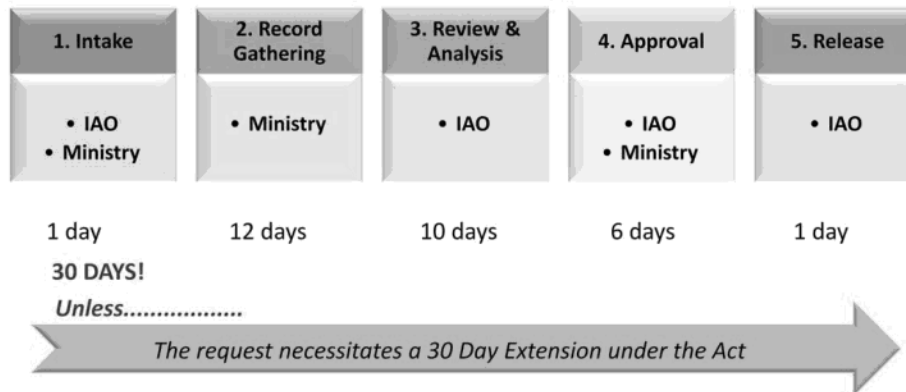 1. Intake
2. Record
Gathering
3. Review &
Analysis
4. Approval
5. Release
• IAO
• Ministry
• Ministry
• IAO
• IAO
• Ministry
• IAO
1 day
12 days
10 days
6 days
1 day
30 DAYS!
Unless...................
The request necessitates a 30 Day Extension under the Act